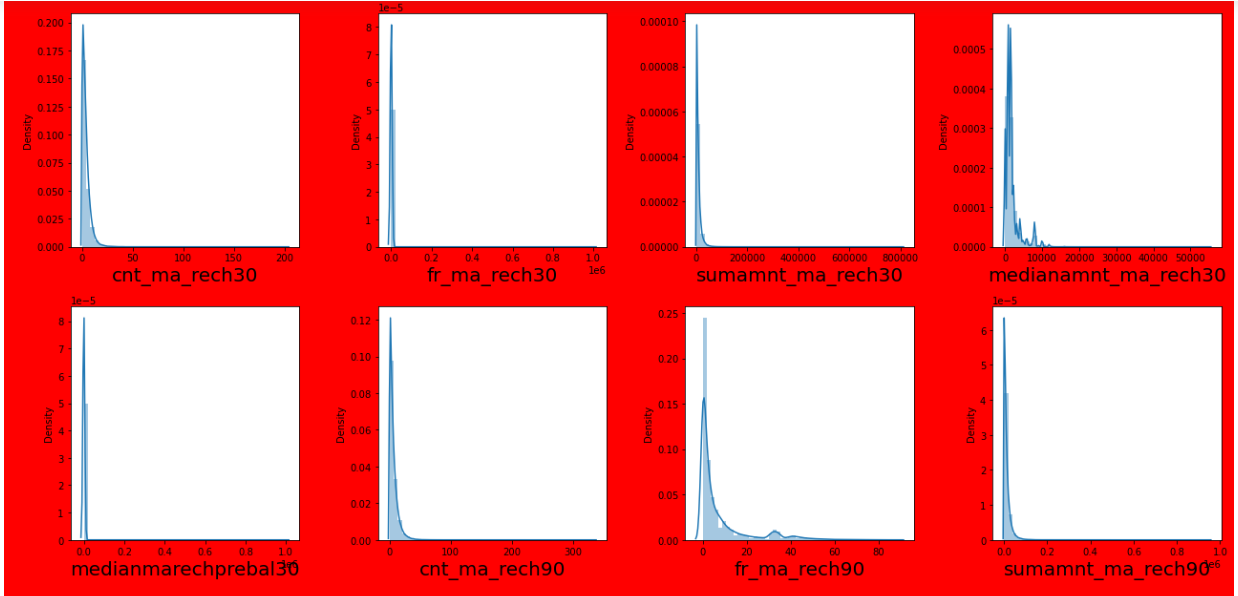 0.200
0.175
0.150
0.125
0.100
0.075
0.050
0.025
0.000
Density
0 50 100 150 200
cnt_ma_rech30
1e-5
8
7
6
5
4
3
2
1
0
Density
0.0 0.2 0.4 0.6 0.8 1.0
1e6
fr_ma_rech30
0.00010
0.00008
0.00006
0.00004
0.00002
0.00000
Density
0 200000 400000 600000 800000
sumamnt_ma_rech30
0.0005
0.0004
0.0003
0.0002
0.0001
0.0000
Density
0 10000 20000 30000 40000 50000
medianamnt_ma_rech30
1e-5
8
7
6
5
4
3
2
1
0
Density
0.0 0.2 0.4 0.6 0.8 1.0
1e6
medianmarechprebal30
0.12
0.10
0.08
0.06
0.04
0.02
0.00
Density
0 100 200 300
cnt_ma_rech90
0.25
0.20
0.15
0.10
0.05
0.00
Density
0 20 40 60 80
fr_ma_rech90
1e-5
6
5
4
3
2
1
0
Density
0.0 0.2 0.4 0.6 0.8 1.0
1e6
sumamnt_ma_rech90